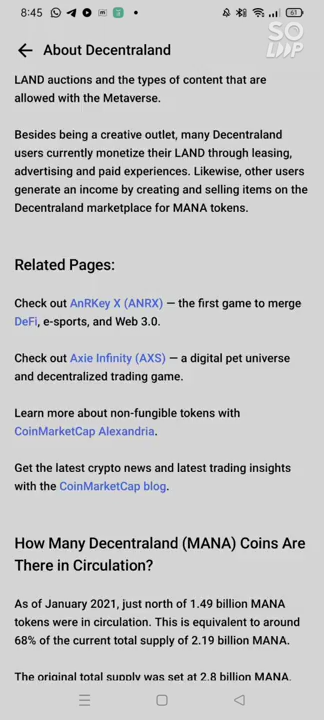 8:45
61
SO
LOOP
About Decentraland
LAND auctions and the types of content that are
allowed with the Metaverse.
Besides being a creative outlet, many Decentraland
users currently monetize their LAND through leasing,
advertising and paid experiences. Likewise, other users
generate an income by creating and selling items on the
Decentraland marketplace for MANA tokens.
Related Pages:
Check out AnRKey X (ANRX) — the first game to merge
DeFi, e-sports, and Web 3.0.
Check out Axie Infinity (AXS) — a digital pet universe
and decentralized trading game.
Learn more about non-fungible tokens with
CoinMarketCap Alexandria.
Get the latest crypto news and latest trading insights
with the CoinMarketCap blog.
How Many Decentraland (MANA) Coins Are
There in Circulation?
As of January 2021, just north of 1.49 billion MANA
tokens were in circulation. This is equivalent to around
68% of the current total supply of 2.19 billion MANA.
The original total supply was set at 2.8 billion MANA.